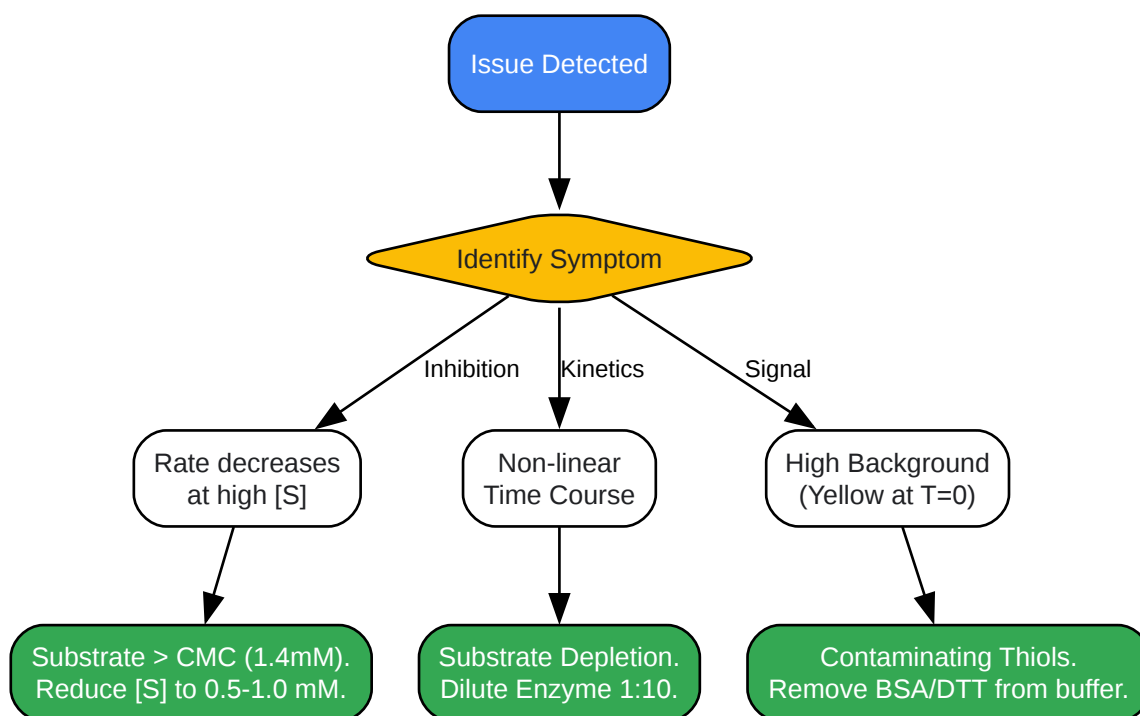 Issue Detected
Identify Symptom
Inhibition
Kinetics
Signal
Rate decreases
at high [S]
Non-linear
Time Course
High Background
(Yellow at T=0)
Substrate > CMC (1.4mM).
Reduce [S] to 0.5-1.0 mM.
Substrate Depletion.
Dilute Enzyme 1:10.
Contaminating Thiols.
Remove BSA/DTT from buffer.